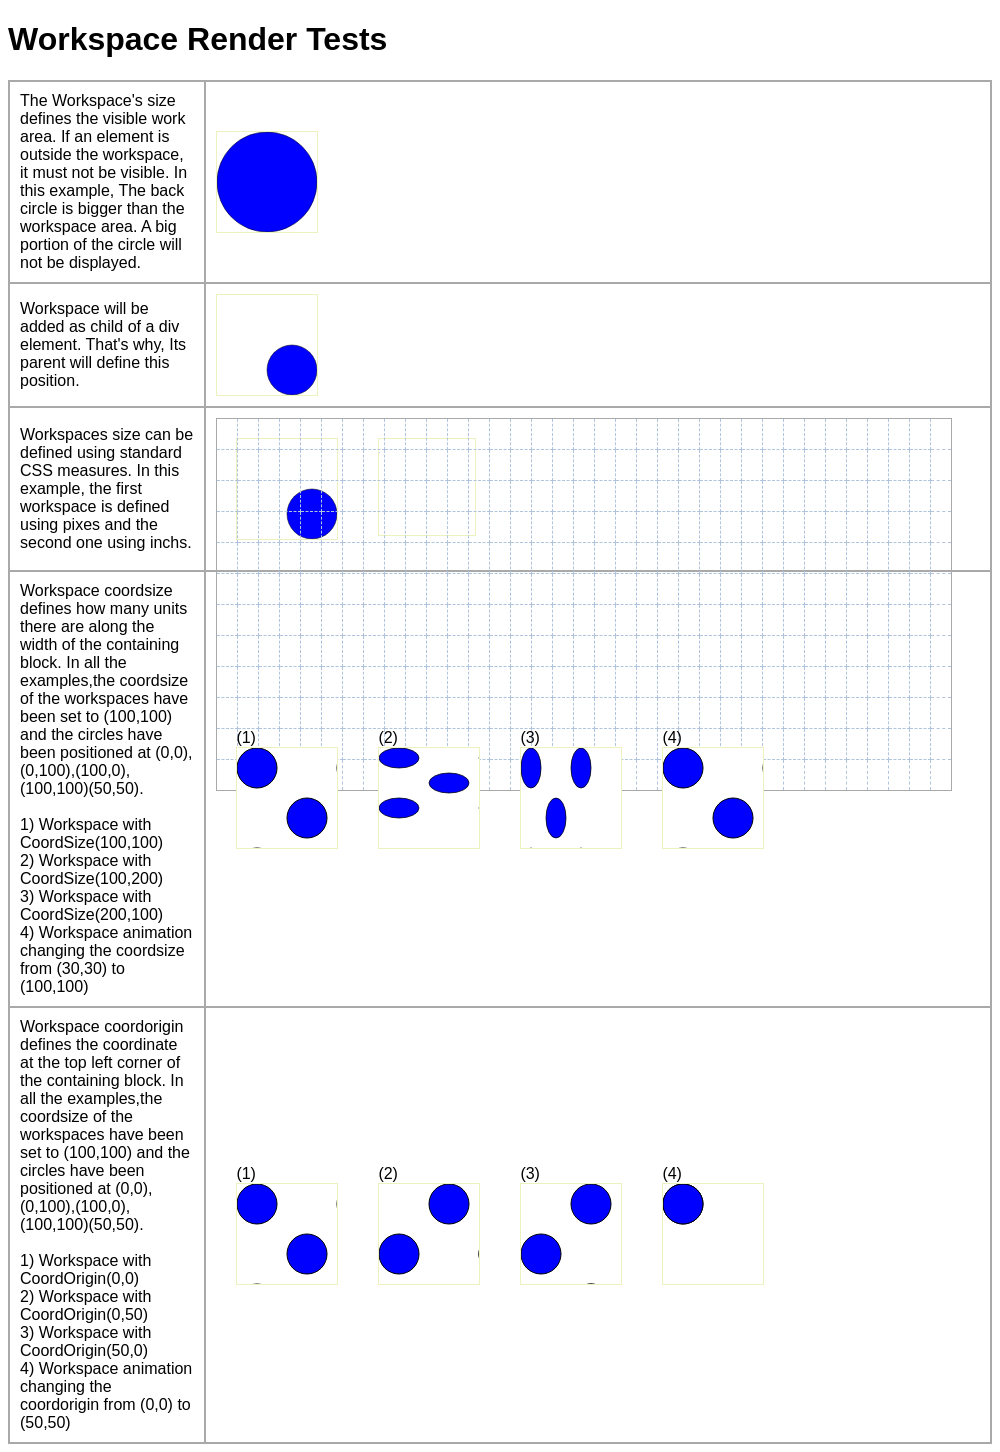 Workspace Render Tests
The Workspace's size
defines the visible work
area. If an element is
outside the workspace,
it must not be visible. In
this example, The back
circle is bigger than the
workspace area. A big
portion of the circle will
not be displayed.
Workspace will be
added as child of a div
element. That's why, Its
parent will define this
position.
Workspaces size can be
defined using standard
CSS measures. In this
example, the first
workspace is defined
using pixes and the
second one using inchs.
Workspace coordsize
defines how many units
there are along the
width of the containing
block. In all the
examples,the coordsize
of the workspaces have
been set to (100,100)
and the circles have
been positioned at (0,0),
(0,100),(100,0),
(100,100)(50,50).
1) Workspace with
CoordSize(100,100)
2) Workspace with
CoordSize(100,200)
3) Workspace with
CoordSize(200,100)
4) Workspace animation
changing the coordsize
from (30,30) to
(100,100)
(1) (2) (3) (4)
Workspace coordorigin
defines the coordinate
at the top left corner of
the containing block. In
all the examples,the
coordsize of the
workspaces have been
set to (100,100) and the
circles have been
positioned at (0,0),
(0,100),(100,0),
(100,100)(50,50).
1) Workspace with
CoordOrigin(0,0)
2) Workspace with
CoordOrigin(0,50)
3) Workspace with
CoordOrigin(50,0)
4) Workspace animation
changing the
coordorigin from (0,0) to
(50,50)
(1) (2) (3) (4)